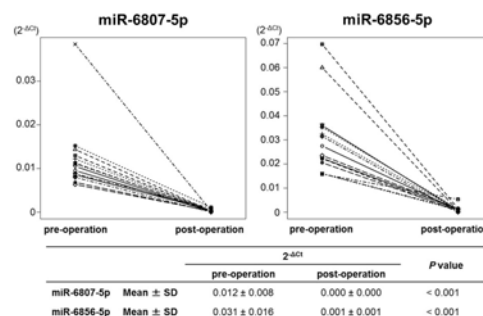 miR-6807-5p
(2-ΔCt)
0.03
0.02
0.01
0
pre-operation post-operation
miR-6856-5p
(2-ΔCt)
0.07
0.06
0.05
0.04
0.03
0.02
0.01
0
pre-operation post-operation
2-ΔCt
pre-operation post-operation P value
miR-6807-5p Mean ± SD 0.012 ± 0.008 0.000 ± 0.000 < 0.001
miR-6856-5p Mean ± SD 0.031 ± 0.016 0.001 ± 0.001 < 0.001